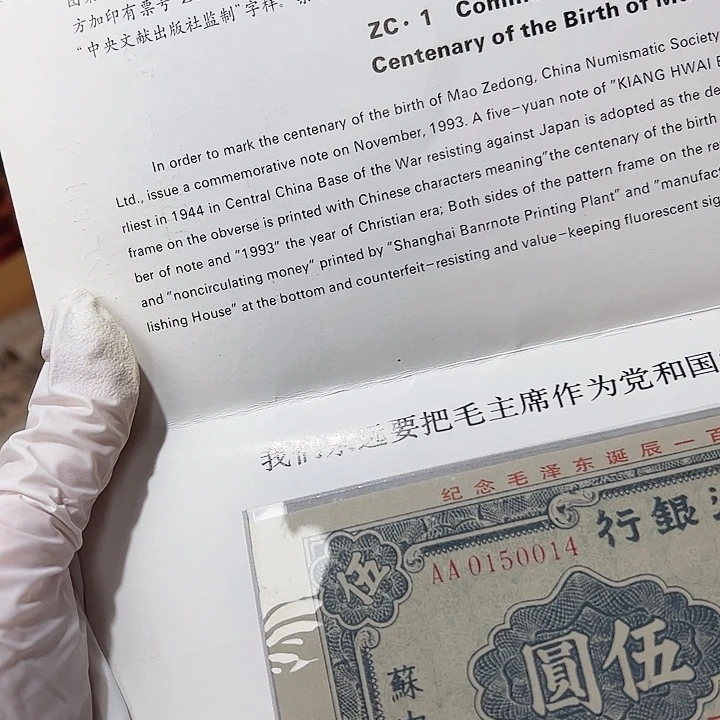 方加印有票号
"中央文献出版社监制"字样。
ZC·1
Centenary of the Birth of
In order to mark the centenary of the birth of Mao Zedong, China Numismatic Society
Ltd., issue a commemorative note on November, 1993. A five-yuan note of "KIANG HWAI
rliest in 1944 in Central China Base of the War resisting against Japan is adopted as the de
frame on the obverse is printed with Chinese characters meaning"the centenary of the birth
ber of note and "1993" the year of Christian era; Both sides of the pattern frame on the re
and "noncirculating money" printed by "Shanghai Banrnote Printing Plant" and "manufac
lishing House" at the bottom and counterfeit-resisting and value-keeping fluorescent sig
我们永远要把毛主席作为党和国
纪念毛泽东诞辰一百
行銀
AA 0150014
伍
圓伍
蘇